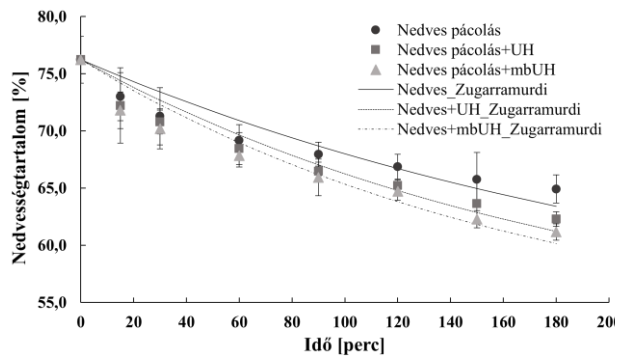 80,0
75,0
70,0
65,0
60,0
55,0
Nedvességtartalom [%]
Nedves pácolás
Nedves pácolás+UH
Nedves pácolás+mbUH
Nedves_Zugarramurdi
Nedves+UH_Zugarramurdi
Nedves+mbUH_Zugarramurdi
0 20 40 60 80 100 120 140 160 180
Idő [perc]